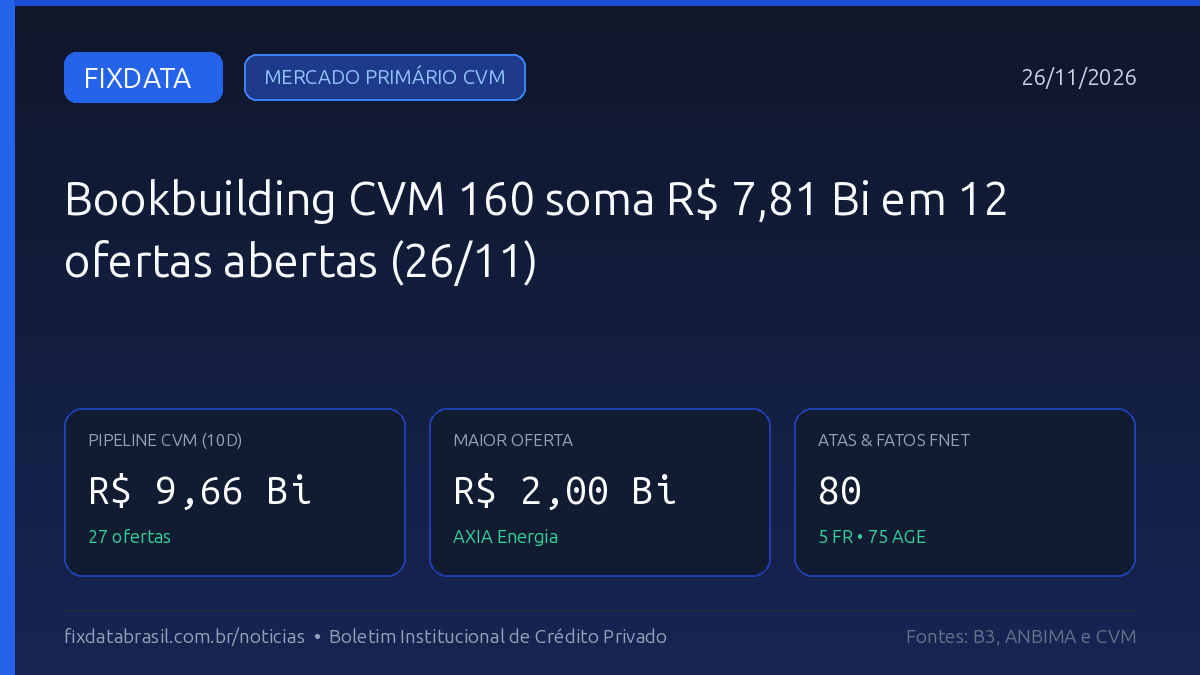 FIXDATA
MERCADO PRIMÁRIO CVM
26/11/2026
Bookbuilding CVM 160 soma R$ 7,81 Bi em 12
ofertas abertas (26/11)
PIPELINE CVM (10D)
R$ 9,66 Bi
27 ofertas
MAIOR OFERTA
R$ 2,00 Bi
AXIA Energia
ATAS & FATOS FNET
80
5 FR • 75 AGE
fixdatabrasil.com.br/noticias • Boletim Institucional de Crédito Privado
Fontes: B3, ANBIMA e CVM